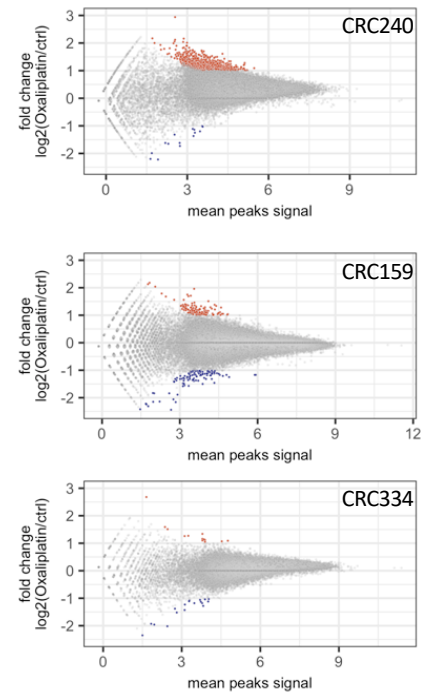 CRC240
fold change
log2(Oxaliplatin/ctrl)
3
2
1
0
-1
-2
0 3 6 9
mean peaks signal
CRC159
fold change
log2(Oxaliplatin/ctrl)
3
2
1
0
-1
-2
0 3 6 9 12
mean peaks signal
CRC334
fold change
log2(Oxaliplatin/ctrl)
3
2
1
0
-1
-2
0 3 6 9
mean peaks signal